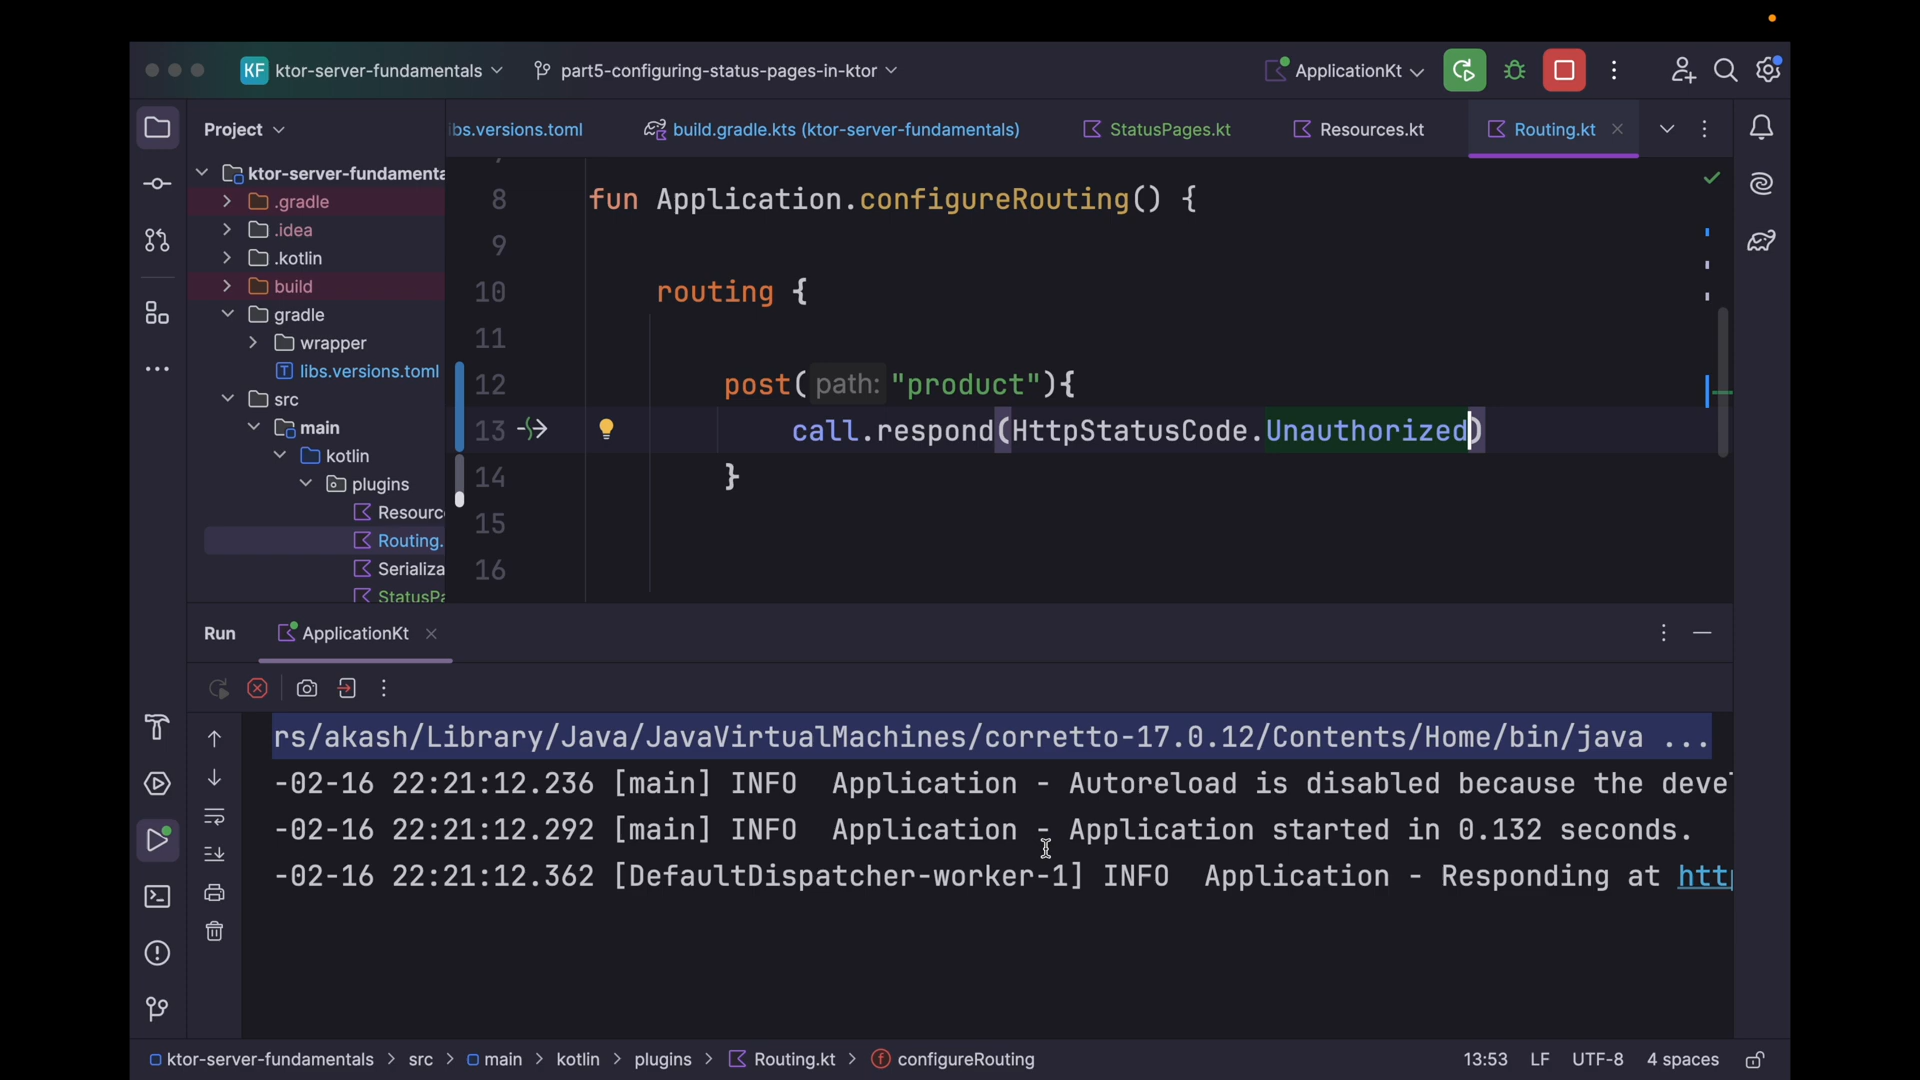 KF ktor-server-fundamentals
part5-configuring-status-pages-in-ktor
ApplicationKt
Project
ibs.versions.toml
build.gradle.kts (ktor-server-fundamentals)
StatusPages.kt
Resources.kt
Routing.kt
ktor-server-fundamenta
.gradle
.idea
.kotlin
build
gradle
wrapper
libs.versions.toml
src
main
kotlin
plugins
Resourc
Routing.
Serializa
StatusPa
8 fun Application.configureRouting() {
9
10 routing {
11
12 post( path: "product"){
13 call.respond(HttpStatusCode.Unauthorized)
14 }
15
16
Run ApplicationKt
rs/akash/Library/Java/JavaVirtualMachines/corretto-17.0.12/Contents/Home/bin/java ...
-02-16 22:21:12.236 [main] INFO Application - Autoreload is disabled because the deve
-02-16 22:21:12.292 [main] INFO Application - Application started in 0.132 seconds.
-02-16 22:21:12.362 [DefaultDispatcher-worker-1] INFO Application - Responding at http
ktor-server-fundamentals > src > main > kotlin > plugins > Routing.kt > configureRouting
13:53 LF UTF-8 4 spaces